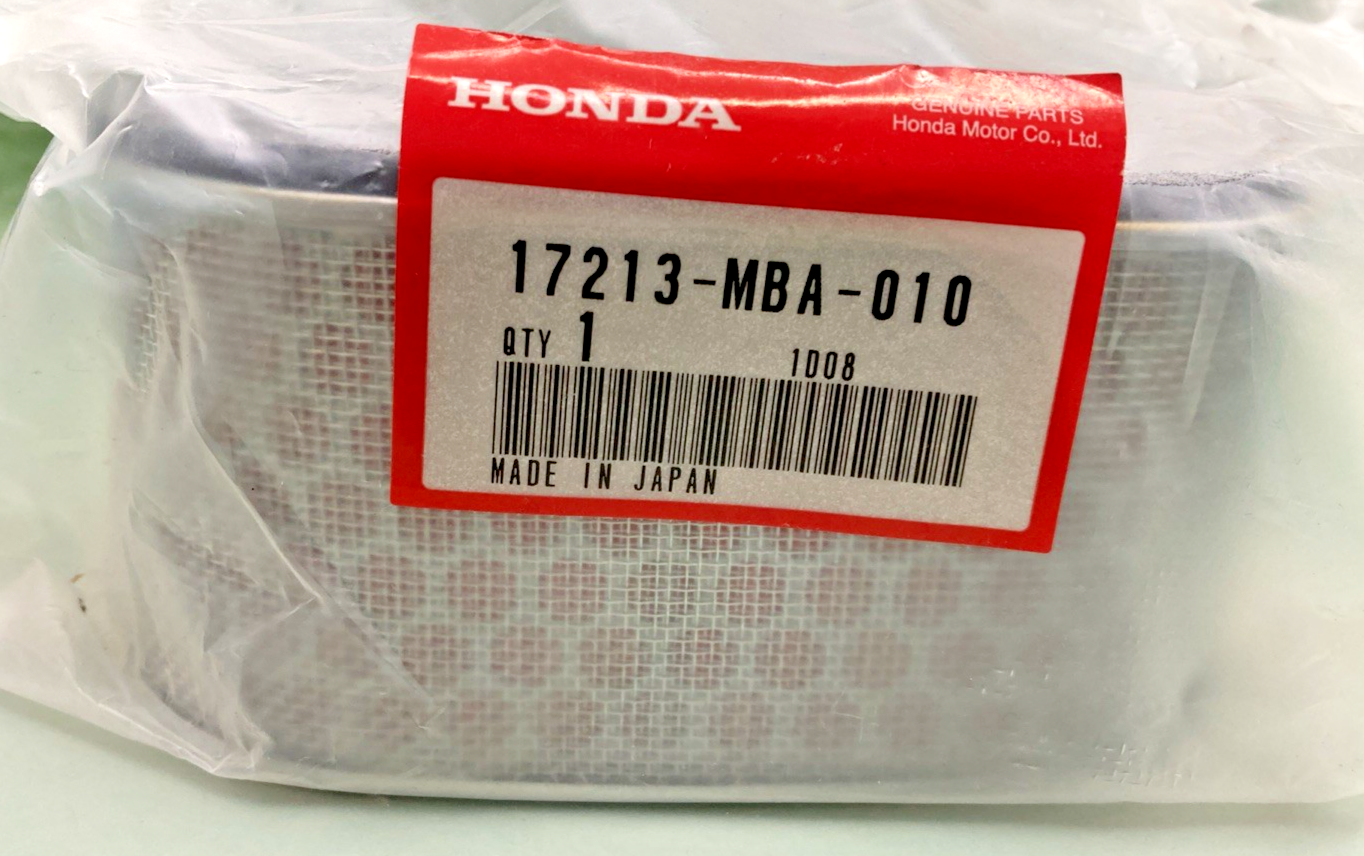 HONDA
GENUINE PARTS
Honda Motor Co., Ltd.
17213-MBA-010
QTY 1
1D08
MADE IN JAPAN